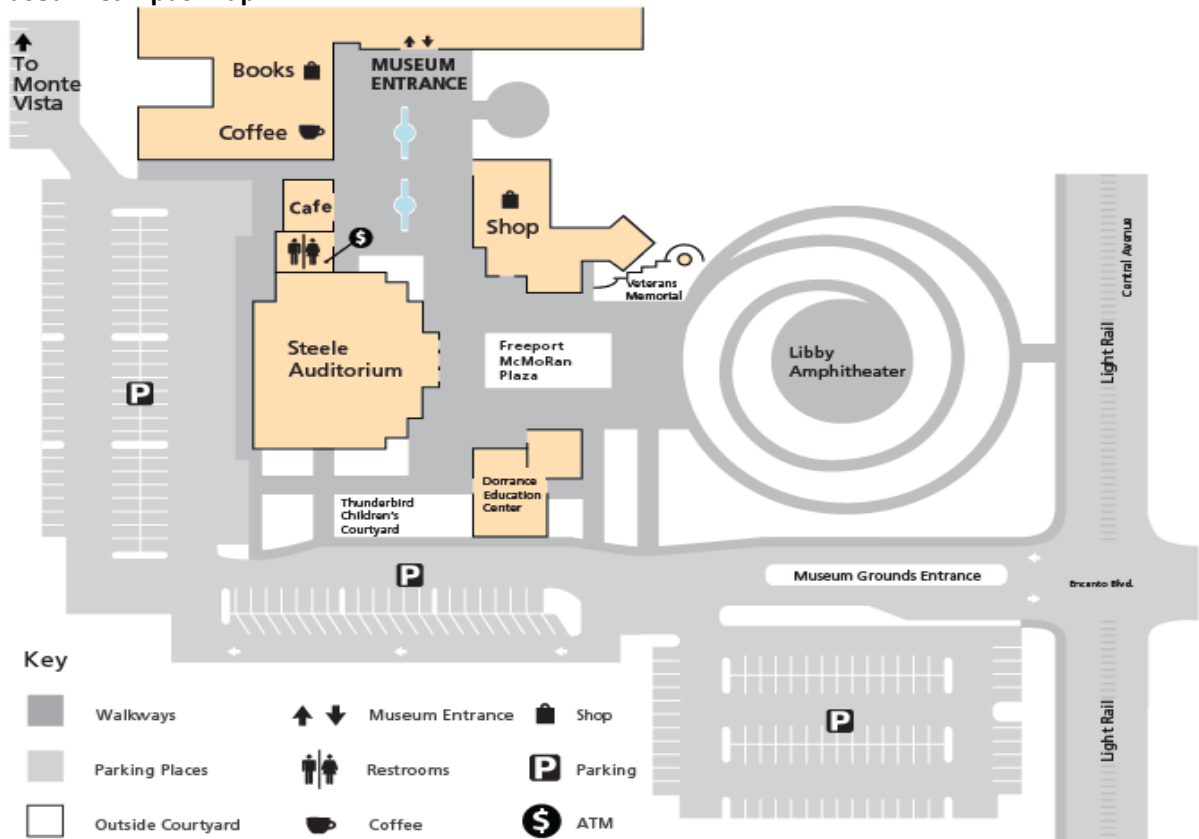 To
Monte
Vista
Books
Coffee
MUSEUM
ENTRANCE
Cafe
$
Shop
Veterans
Memorial
Steele
Auditorium
Freeport
McMoRan
Plaza
Libby
Amphitheater
Central Avenue
Light Rail
P
Dorrance
Education
Center
Thunderbird
Children's
Courtyard
P
Museum Grounds Entrance
Encanto Blvd.
Light Rail
P
Key
Walkways
Museum Entrance
Shop
Parking Places
Restrooms
P Parking
Outside Courtyard
Coffee
$ ATM